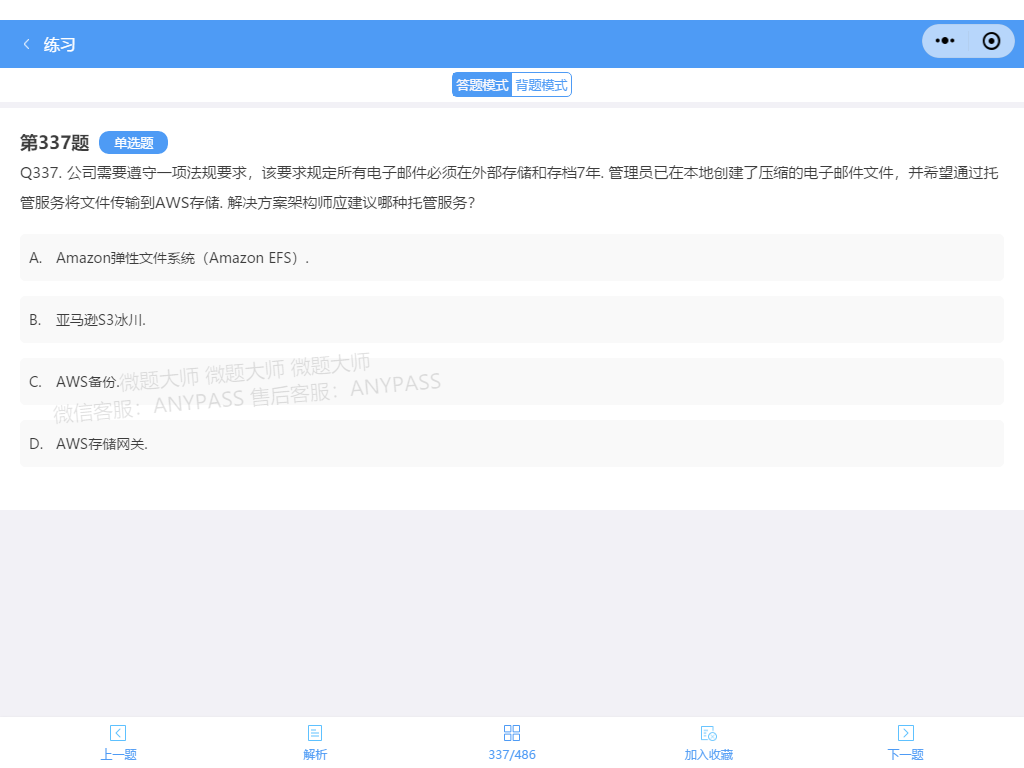 练习
答题模式 背题模式
第337题 单选题
Q337. 公司需要遵守一项法规要求，该要求规定所有电子邮件必须在外部存储和存档7年. 管理员已在本地创建了压缩的电子邮件文件，并希望通过托
管服务将文件传输到AWS存储. 解决方案架构师应建议哪种托管服务?
A. Amazon弹性文件系统（Amazon EFS）.
B. 亚马逊S3冰川.
C. AWS备份.
微题大师 微题大师 微题大师
微信客服：ANYPASS 售后客服：ANYPASS
D. AWS存储网关.
上一题 解析 337/486 加入收藏 下一题